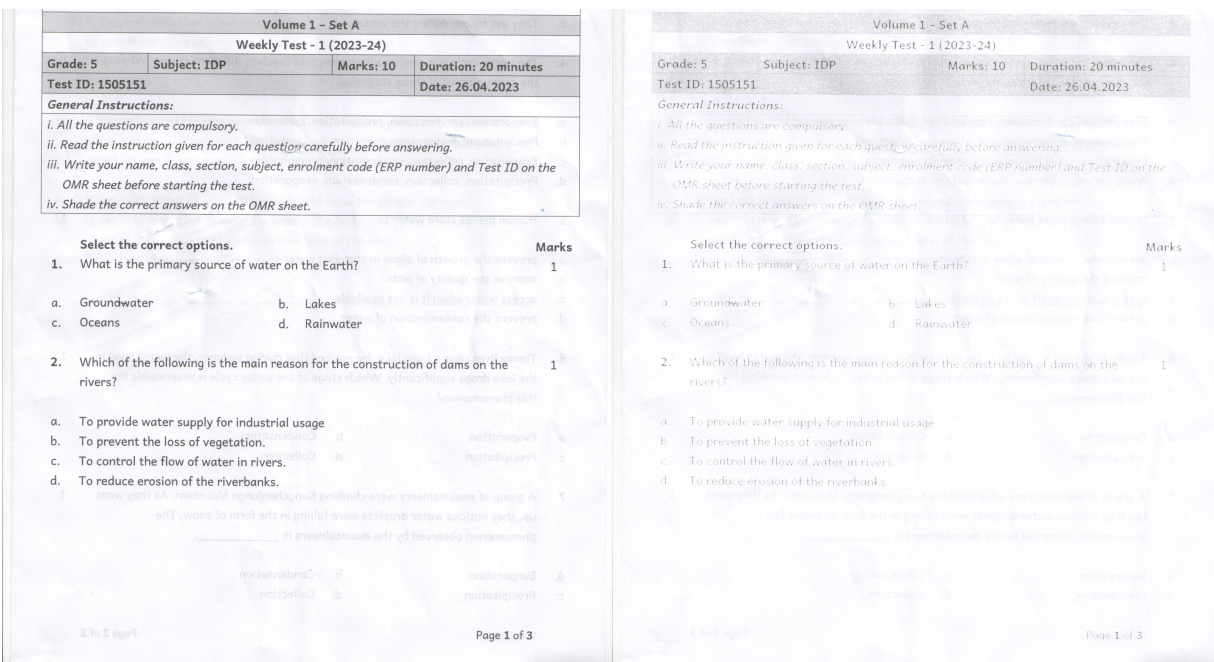 Volume 1 – Set A
Weekly Test - 1 (2023-24)
Grade: 5 Subject: IDP Marks: 10 Duration: 20 minutes
Test ID: 1505151 Date: 26.04.2023
General Instructions:
i. All the questions are compulsory.
ii. Read the instruction given for each question carefully before answering.
iii. Write your name, class, section, subject, enrolment code (ERP number) and Test ID on the
OMR sheet before starting the test.
iv. Shade the correct answers on the OMR sheet.
Select the correct options. Marks
1. What is the primary source of water on the Earth? 1
a. Groundwater b. Lakes
c. Oceans d. Rainwater
2. Which of the following is the main reason for the construction of dams on the 1
rivers?
a. To provide water supply for industrial usage
b. To prevent the loss of vegetation.
c. To control the flow of water in rivers.
d. To reduce erosion of the riverbanks.
Page 1 of 3
Volume 1 – Set A
Weekly Test - 1 (2023-24)
Grade: 5 Subject: IDP Marks: 10 Duration: 20 minutes
Test ID: 1505151 Date: 26.04.2023
General Instructions:
i. All the questions are compulsory.
ii. Read the instruction given for each question carefully before answering.
iii. Write your name, class, section, subject, enrolment code (ERP number) and Test ID on the
OMR sheet before starting the test.
iv. Shade the correct answers on the OMR sheet.
Select the correct options. Marks
1. What is the primary source of water on the Earth? 1
a. Groundwater b. Lakes
c. Oceans d. Rainwater
2. Which of the following is the main reason for the construction of dams on the 1
rivers?
a. To provide water supply for industrial usage
b. To prevent the loss of vegetation.
c. To control the flow of water in rivers.
d. To reduce erosion of the riverbanks.
Page 1 of 3